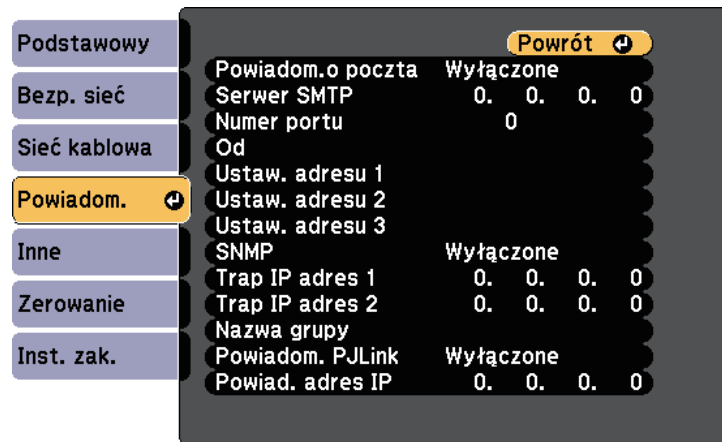 Podstawowy
Bezp. sieć
Sieć kablowa
Powiadom.
Inne
Zerowanie
Inst. zak.
Powrót
Powiadom.o poczta Wyłączone
Serwer SMTP 0. 0. 0. 0
Numer portu 0
Od
Ustaw. adresu 1
Ustaw. adresu 2
Ustaw. adresu 3
SNMP Wyłączone
Trap IP adres 1 0. 0. 0. 0
Trap IP adres 2 0. 0. 0. 0
Nazwa grupy
Powiadom. PJLink Wyłączone
Powiad. adres IP 0. 0. 0. 0